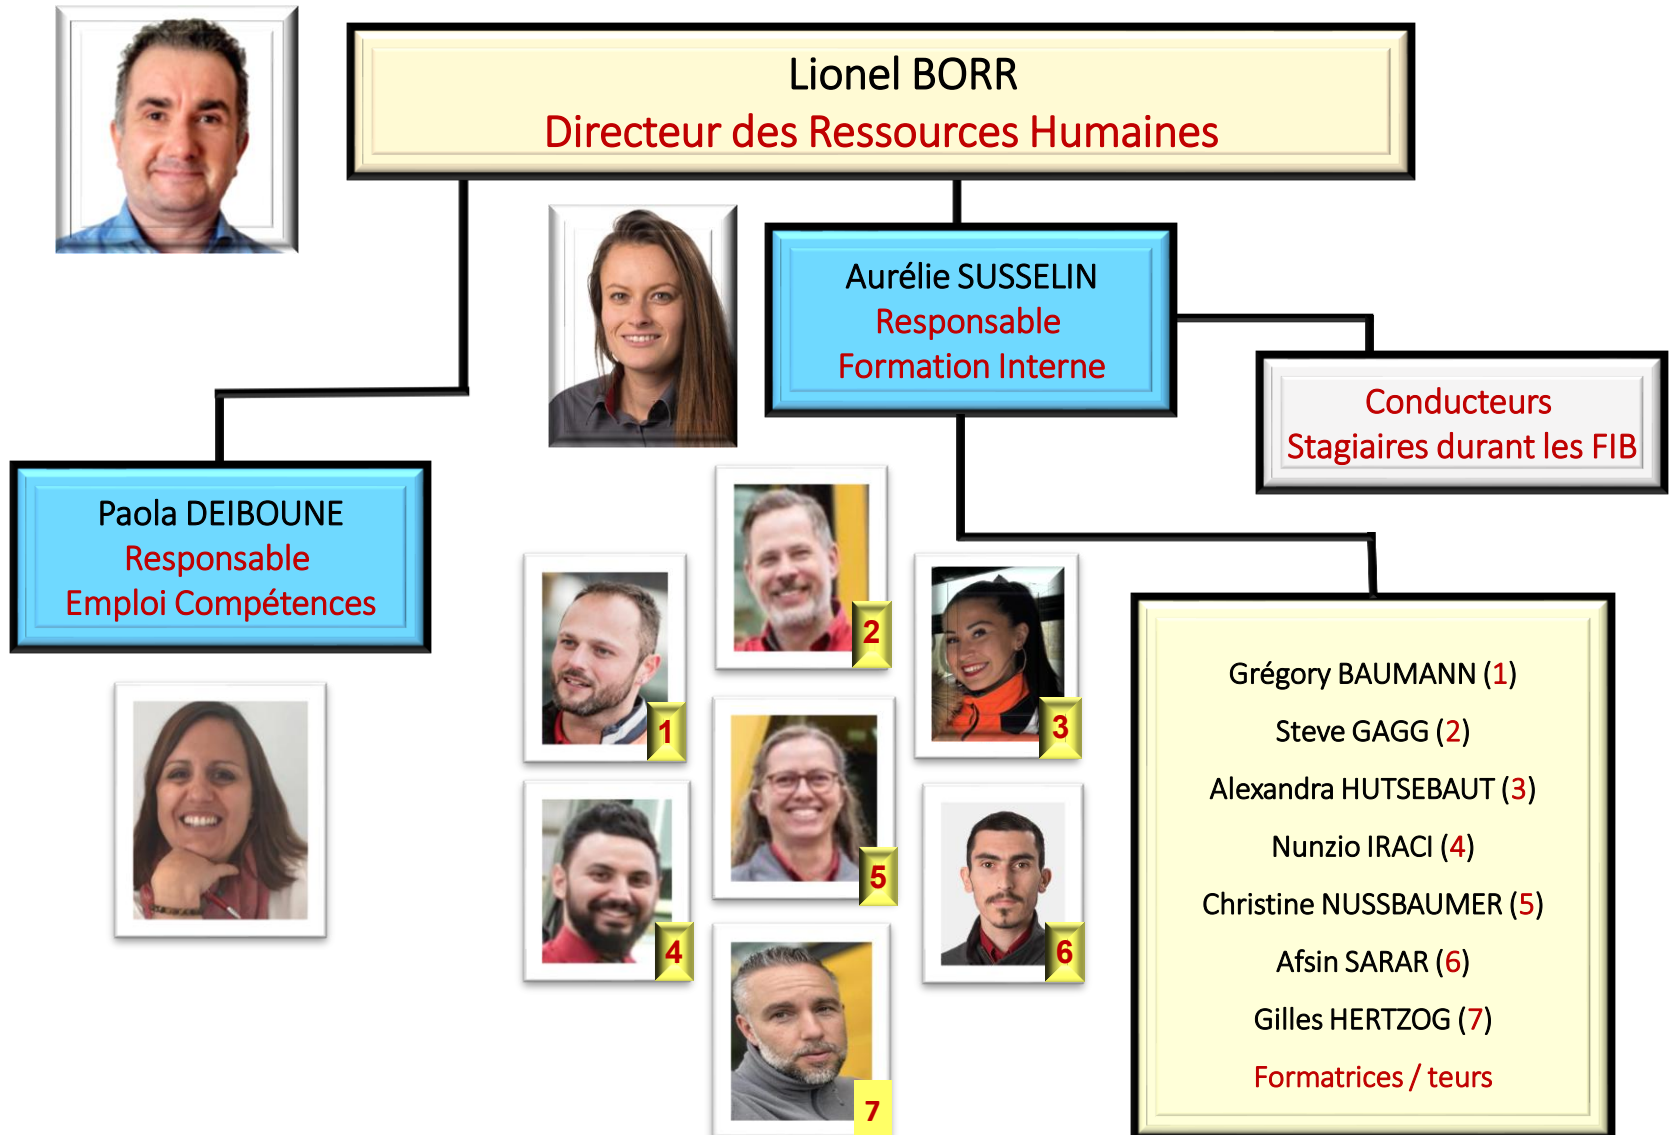 Lionel BORR
Directeur des Ressources Humaines
Aurélie SUSSELIN
Responsable
Formation Interne
Conducteurs
Stagiaires durant les FIB
Paola DEIBOUNE
Responsable
Emploi Compétences
2
1
3
5
4
6
7
Grégory BAUMANN (1)
Steve GAGG (2)
Alexandra HUTSEBAUT (3)
Nunzio IRACI (4)
Christine NUSSBAUMER (5)
Afsin SARAR (6)
Gilles HERTZOG (7)
Formatrices / teurs